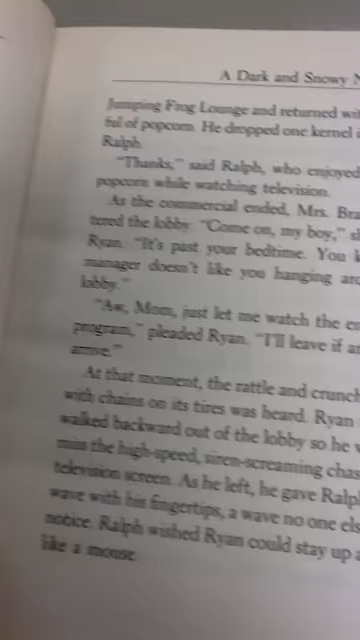 A Dark and Snowy N
Jumping Frog Lounge and returned wi
ful of popcorn. He dropped one kernel
Ralph.
"Thanks," said Ralph, who enjoyed
popcorn while watching television.
As the commercial ended, Mrs. Bra
tered the lobby. "Come on, my boy," s
Ryan. "It's past your bedtime. You k
manager doesn't like you hanging aro
lobby."
"Aw, Mom, just let me watch the en
program," pleaded Ryan. "I'll leave if a
arrive."
At that moment, the rattle and crunch
with chains on its tires was heard. Ryan
walked backward out of the lobby so he w
miss the high-speed, siren-screaming chas
television screen. As he left, he gave Ralp
wave with his fingertips, a wave no one els
notice. Ralph wished Ryan could stay up a
like a mouse.